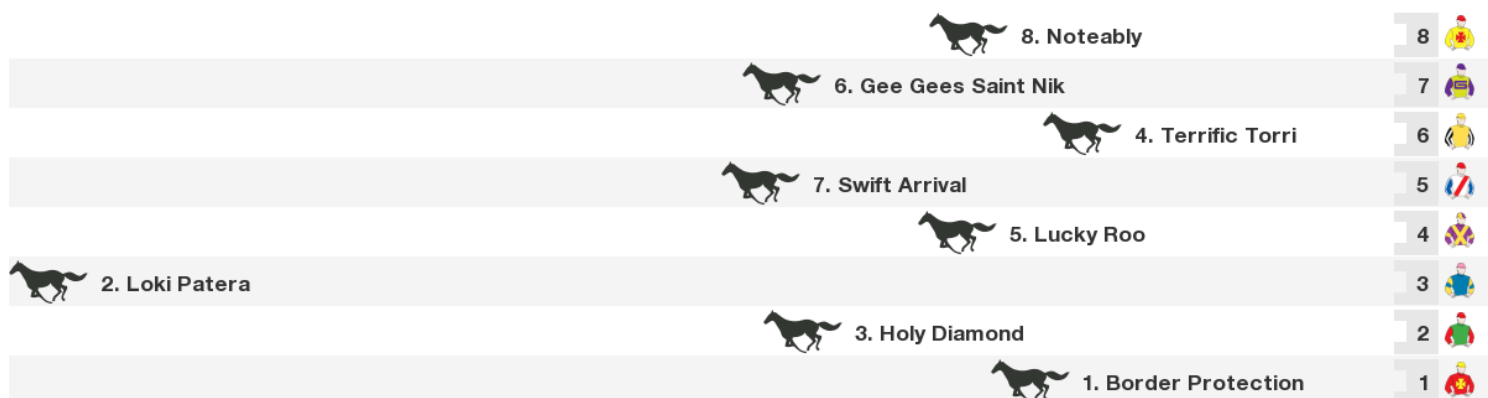 8. Noteably 8
6. Gee Gees Saint Nik 7
4. Terrific Torri 6
7. Swift Arrival 5
5. Lucky Roo 4
2. Loki Patera 3
3. Holy Diamond 2
1. Border Protection 1